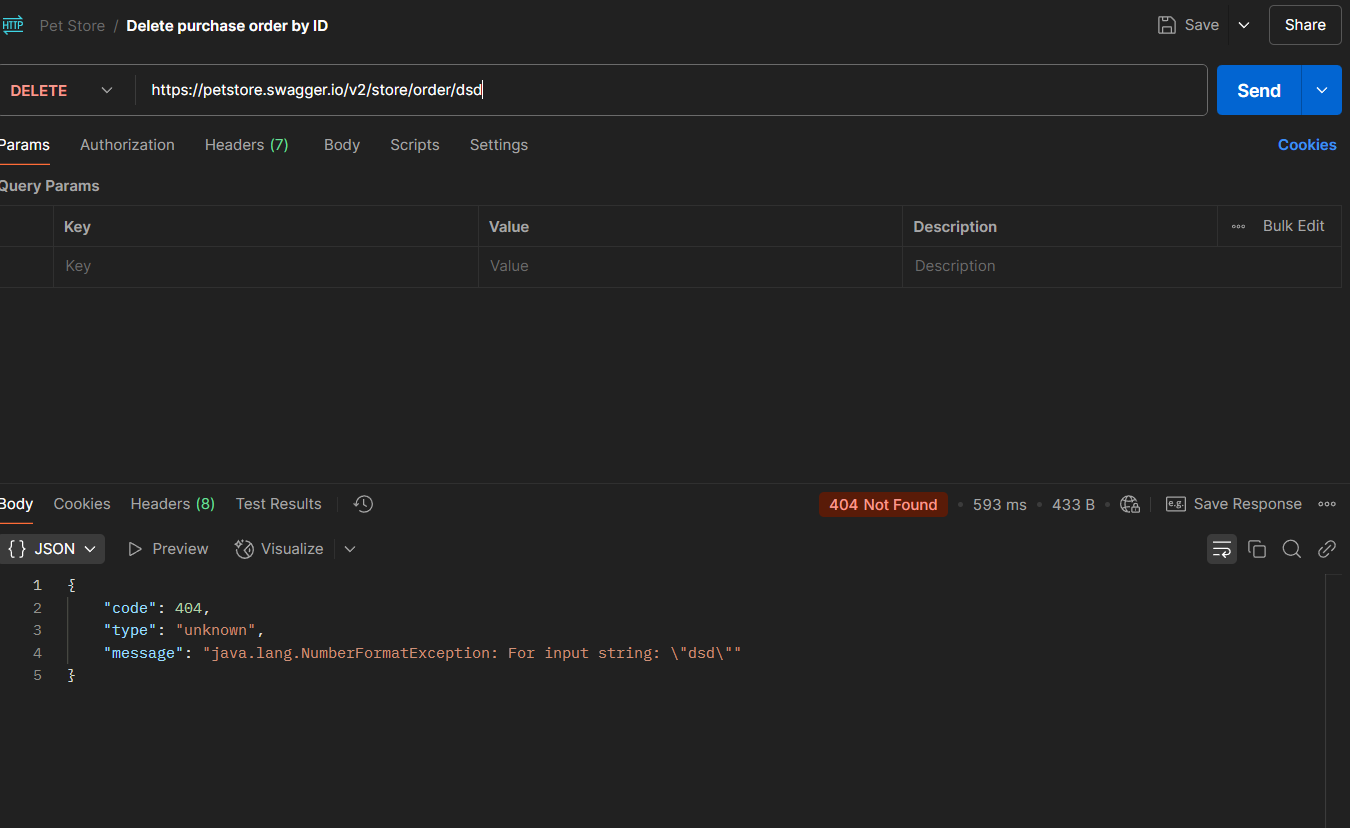 HTTP Pet Store / Delete purchase order by ID Save Share
DELETE https://petstore.swagger.io/v2/store/order/dsd Send
Params Authorization Headers (7) Body Scripts Settings Cookies
Query Params
Key Value Description Bulk Edit
Key Value Description
Body Cookies Headers (8) Test Results 404 Not Found 593 ms 433 B e.g. Save Response
{} JSON Preview Visualize
1 {
2 "code": 404,
3 "type": "unknown",
4 "message": "java.lang.NumberFormatException: For input string: \"dsd\""
5 }